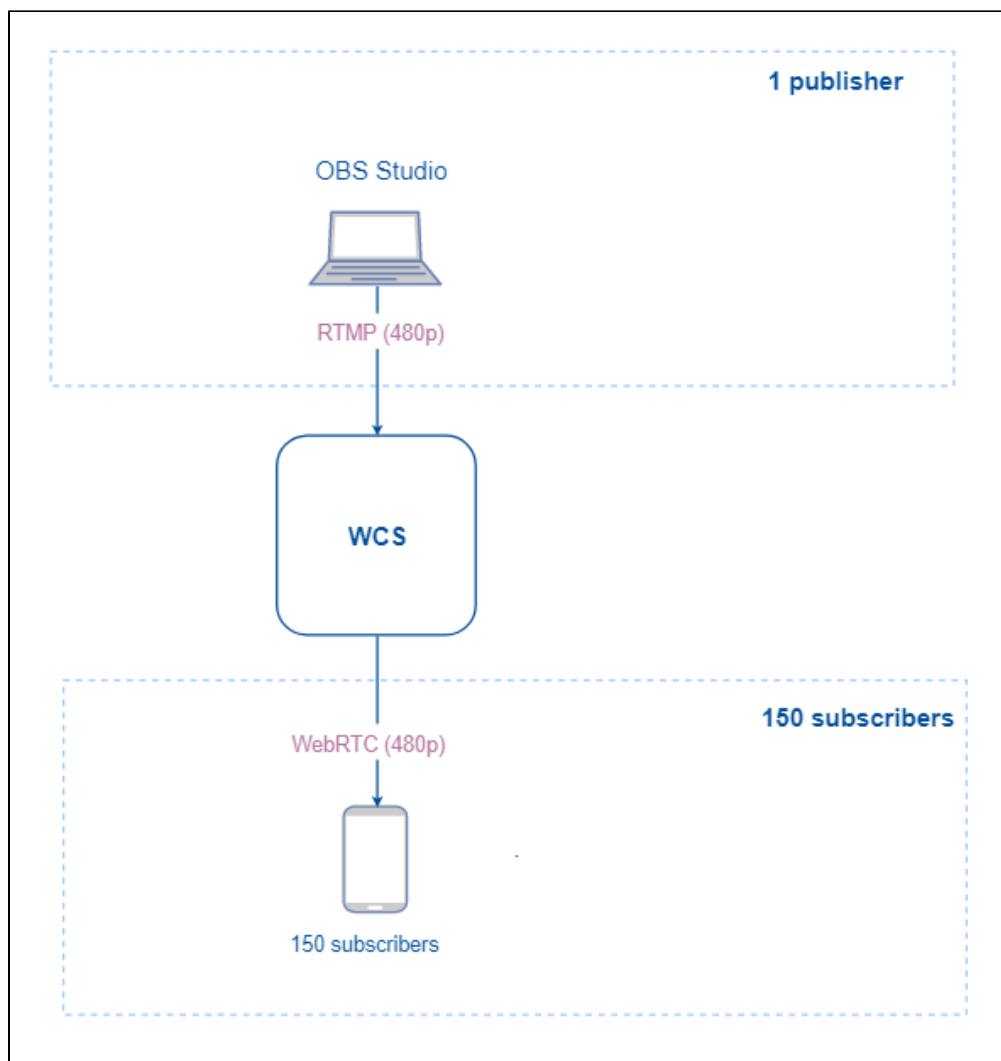 1 publisher
OBS Studio
RTMP (480p)
WCS
150 subscribers
WebRTC (480p)
150 subscribers